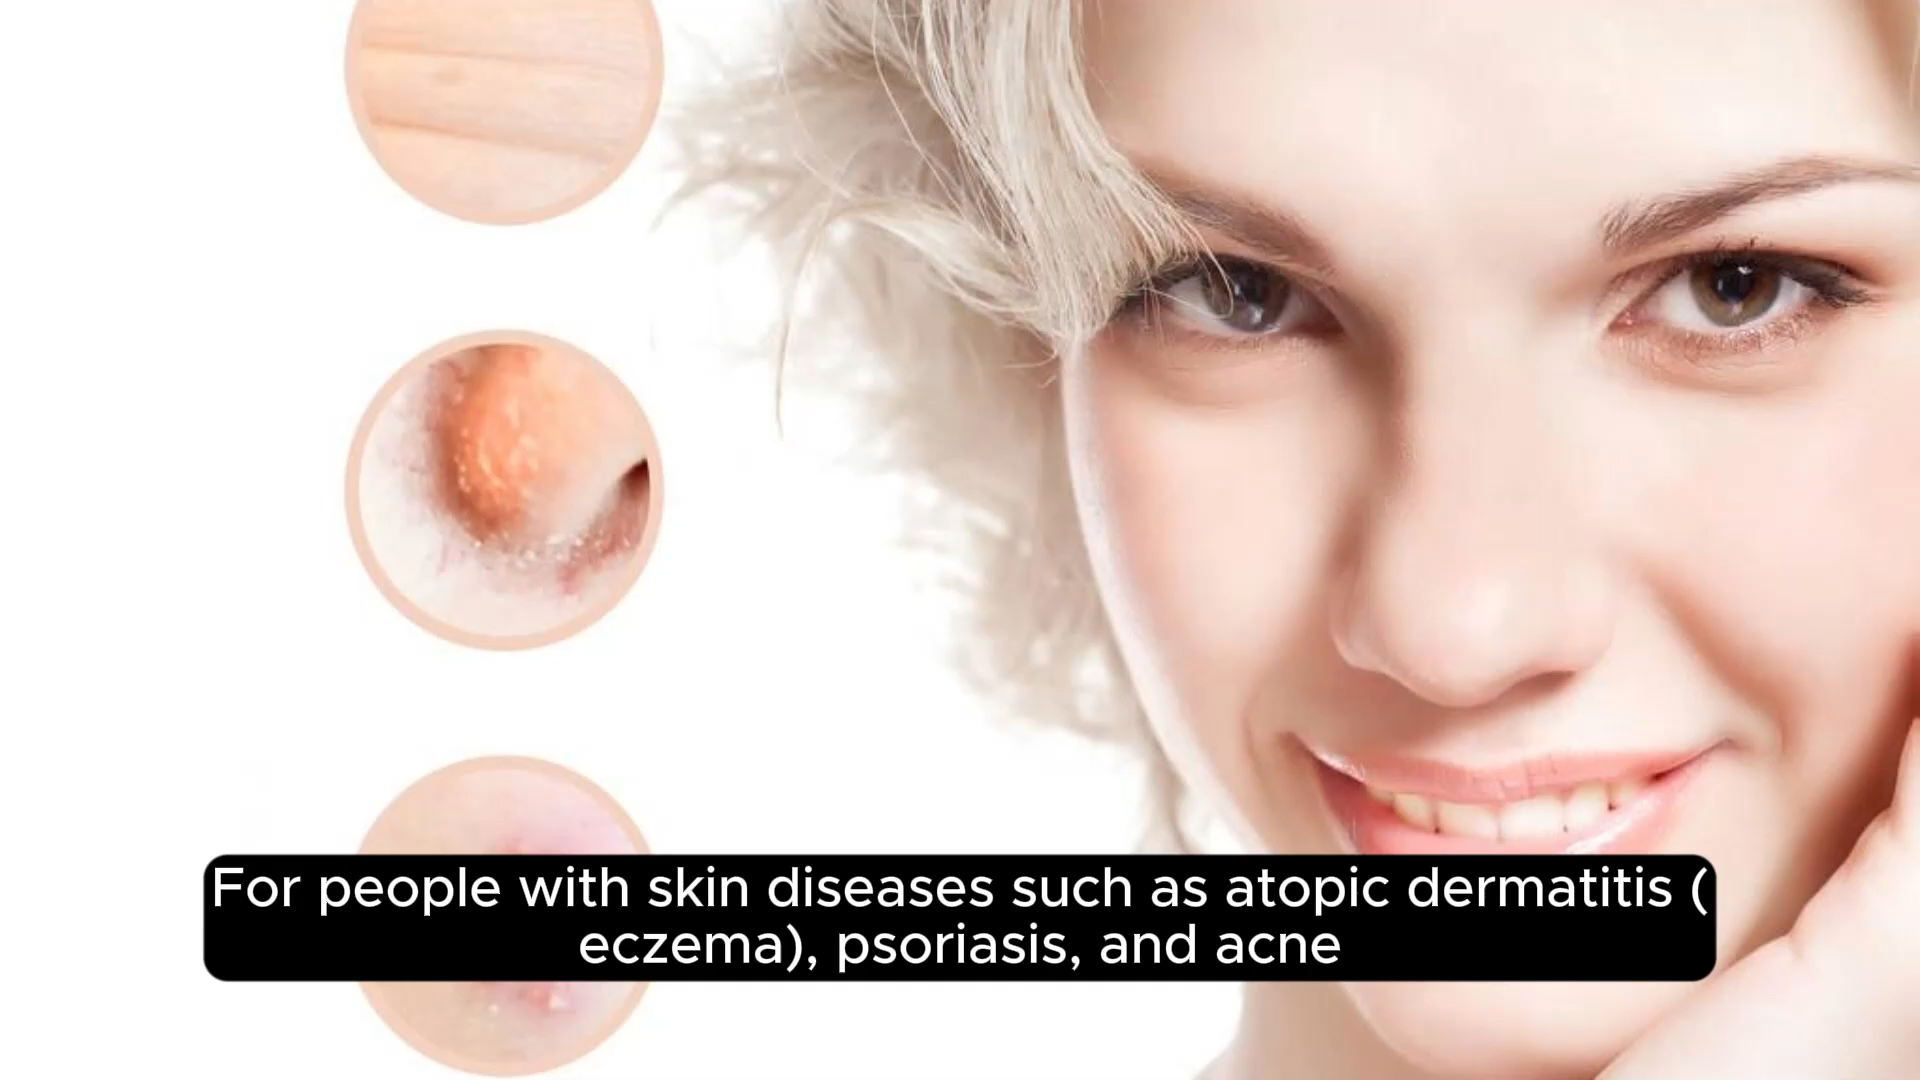 For people with skin diseases such as atopic dermatitis (
eczema), psoriasis, and acne